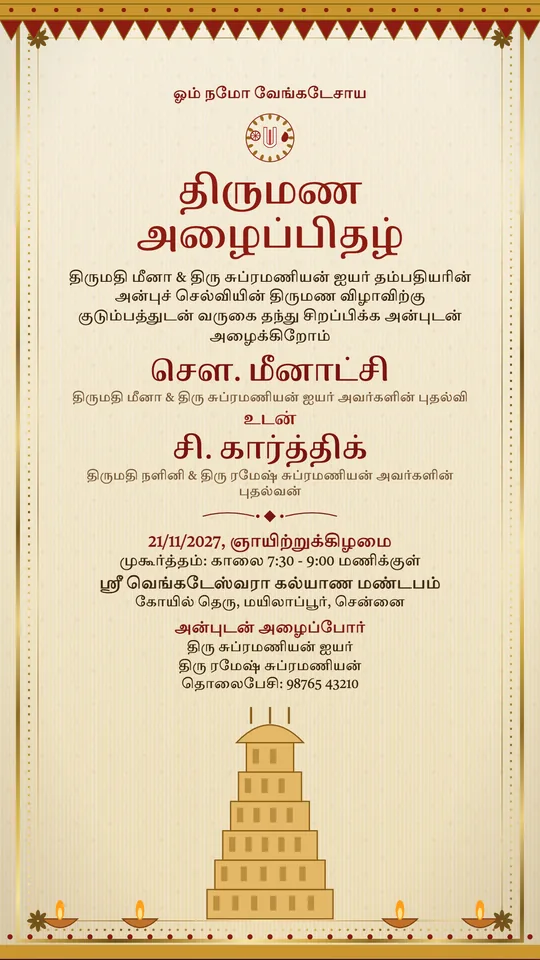 ஓம் நமோ வேங்கடேசாய
திருமண
அழைப்பிதழ்
திருமதி மீனா & திரு சுப்ரமணியன் ஐயர் தம்பதியரின்
அன்புச் செல்வியின் திருமண விழாவிற்கு
குடும்பத்துடன் வருகை தந்து சிறப்பிக்க அன்புடன்
அழைக்கிறோம்
சௌ. மீனாட்சி
திருமதி மீனா & திரு சுப்ரமணியன் ஐயர் அவர்களின் புதல்வி
உடன்
சி. கார்த்திக்
திருமதி நளினி & திரு ரமேஷ் சுப்ரமணியன் அவர்களின்
புதல்வன்
21/11/2027, ஞாயிற்றுக்கிழமை
முகூர்த்தம்: காலை 7:30 - 9:00 மணிக்குள்
ஸ்ரீ வெங்கடேஸ்வரா கல்யாண மண்டபம்
கோயில் தெரு, மயிலாப்பூர், சென்னை
அன்புடன் அழைப்போர்
திரு சுப்ரமணியன் ஐயர்
திரு ரமேஷ் சுப்ரமணியன்
தொலைபேசி: 98765 43210